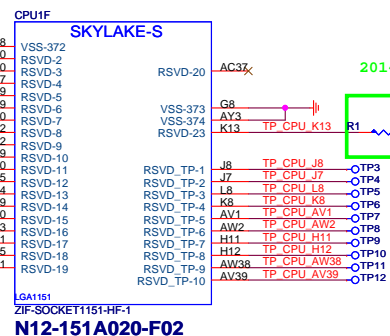 CPU1F
SKYLAKE-S
8 VSS-372
RSVD-2
RSVD-3 RSVD-20 AC37
RSVD-4 201
RSVD-5
RSVD-6 VSS-373 G8
RSVD-7 VSS-374 AY3
RSVD-8 RSVD-23 K13 TP_CPU_K13 R1
RSVD-9
RSVD-10
RSVD-11 RSVD_TP-1 J8 TP_CPU_J8 TP3
RSVD-12 RSVD_TP-2 J7 TP_CPU_J7 TP4
RSVD-13 RSVD_TP-3 L8 TP_CPU_L8 TP5
RSVD-14 RSVD_TP-4 K8 TP_CPU_K8 TP6
RSVD-15 RSVD_TP-5 AV1 TP_CPU_AV1 TP7
RSVD-16 RSVD_TP-6 AW2 TP_CPU_AW2 TP8
RSVD-17 RSVD_TP-7 H11 TP_CPU_H11 TP9
RSVD-18 RSVD_TP-8 H12 TP_CPU_H12 TP10
RSVD-19 RSVD_TP-9 AW38 TP_CPU_AW38 TP11
RSVD_TP-10 AV39 TP_CPU_AV39 TP12
LGA1151
ZIF-SOCKET1151-HF-1
N12-151A020-F02